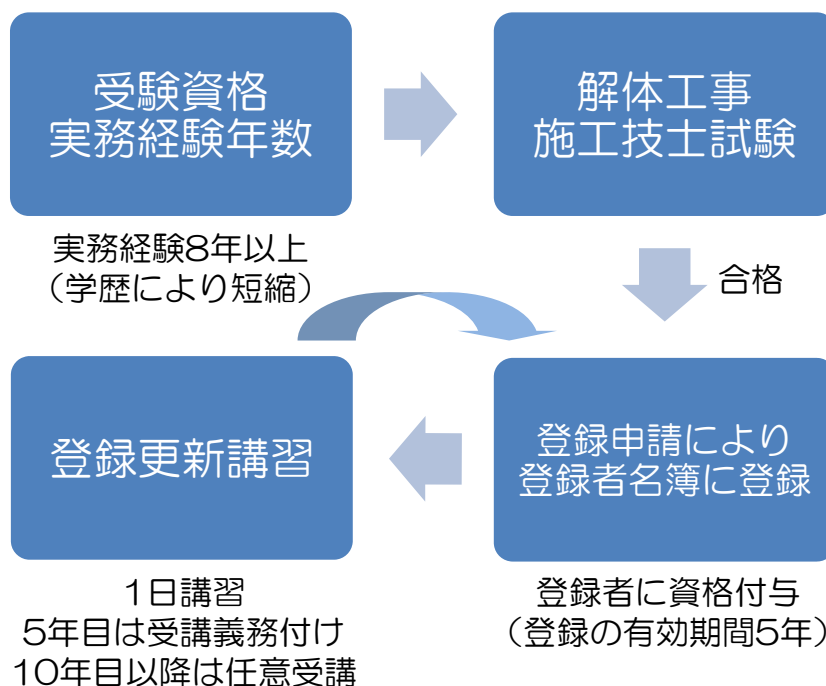 受験資格
実務経験年数
実務経験8年以上
（学歴により短縮）
解体工事
施工技士試験
合格
登録申請により
登録者名簿に登録
登録者に資格付与
（登録の有効期間5年）
登録更新講習
1日講習
5年目は受講義務付け
10年目以降は任意受講